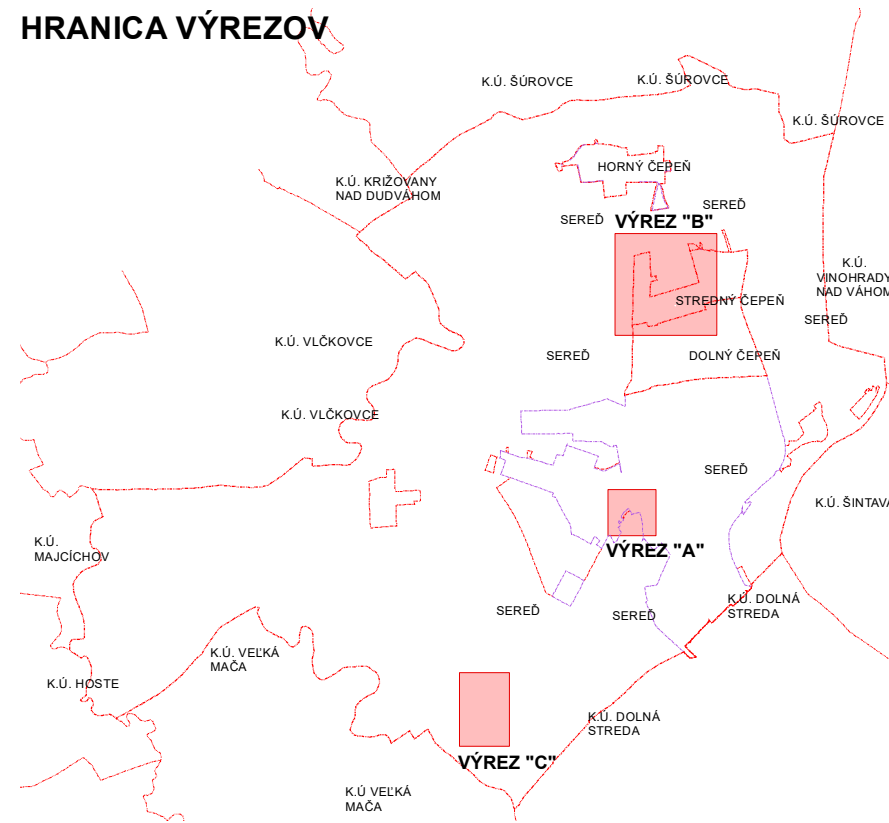 HRANICA VÝREZOV
K.Ú. ŠÚROVCE
K.Ú. ŠÚROVCE
K.Ú. ŠÚROVCE
HORNÝ ČEPEŇ
K.Ú. KRIŽOVANY
NAD DUDVÁHOM
SEREĎ
SEREĎ
VÝREZ "B"
K.Ú.
VINOHRADY
NAD VÁHOM
STREDNÝ ČEPEŇ
SEREĎ
K.Ú. VLČKOVCE
SEREĎ
DOLNÝ ČEPEŇ
K.Ú. VLČKOVCE
SEREĎ
K.Ú. ŠINTAVA
K.Ú.
MAJCÍCHOV
VÝREZ "A"
SEREĎ
SEREĎ
K.Ú. DOLNÁ
STREDA
K.Ú. VEĽKÁ
MAČA
K.Ú. HOSTE
K.Ú. DOLNÁ
STREDA
VÝREZ "C"
K.Ú VEĽKÁ
MAČA